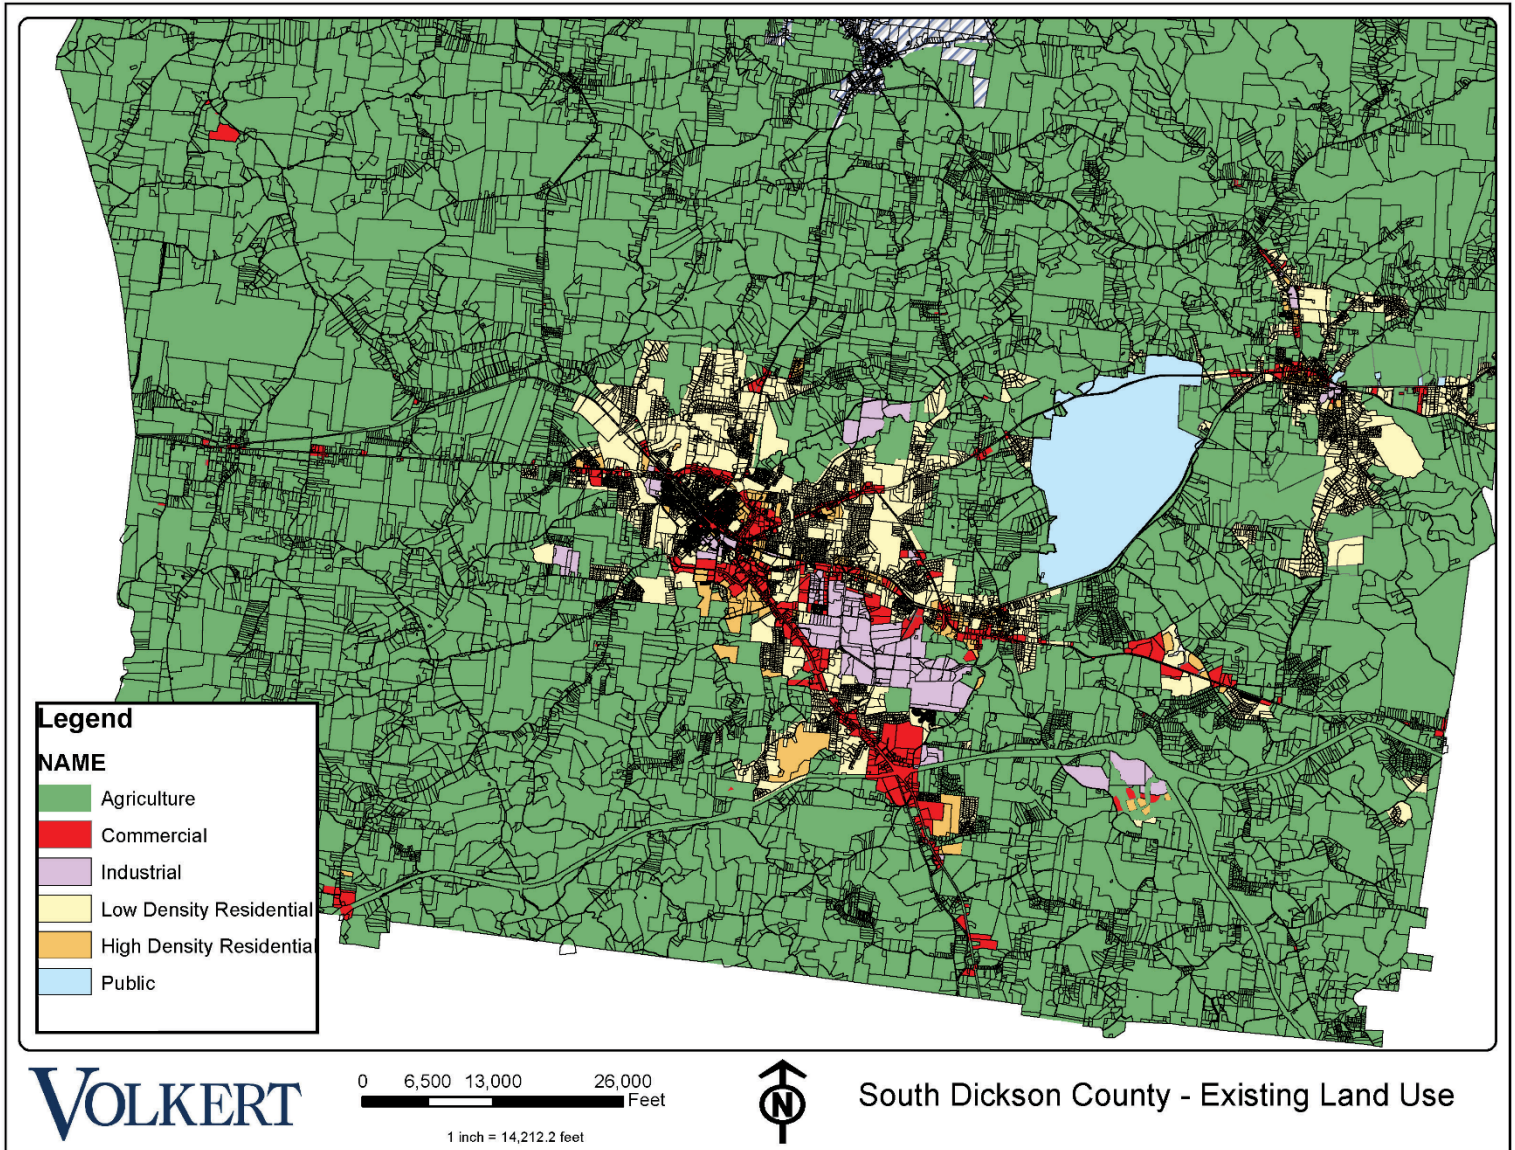 Legend
NAME
Agriculture
Commercial
Industrial
Low Density Residential
High Density Residential
Public
VOLKERT
0 6,500 13,000 26,000
Feet
1 inch = 14,212.2 feet
N
South Dickson County - Existing Land Use